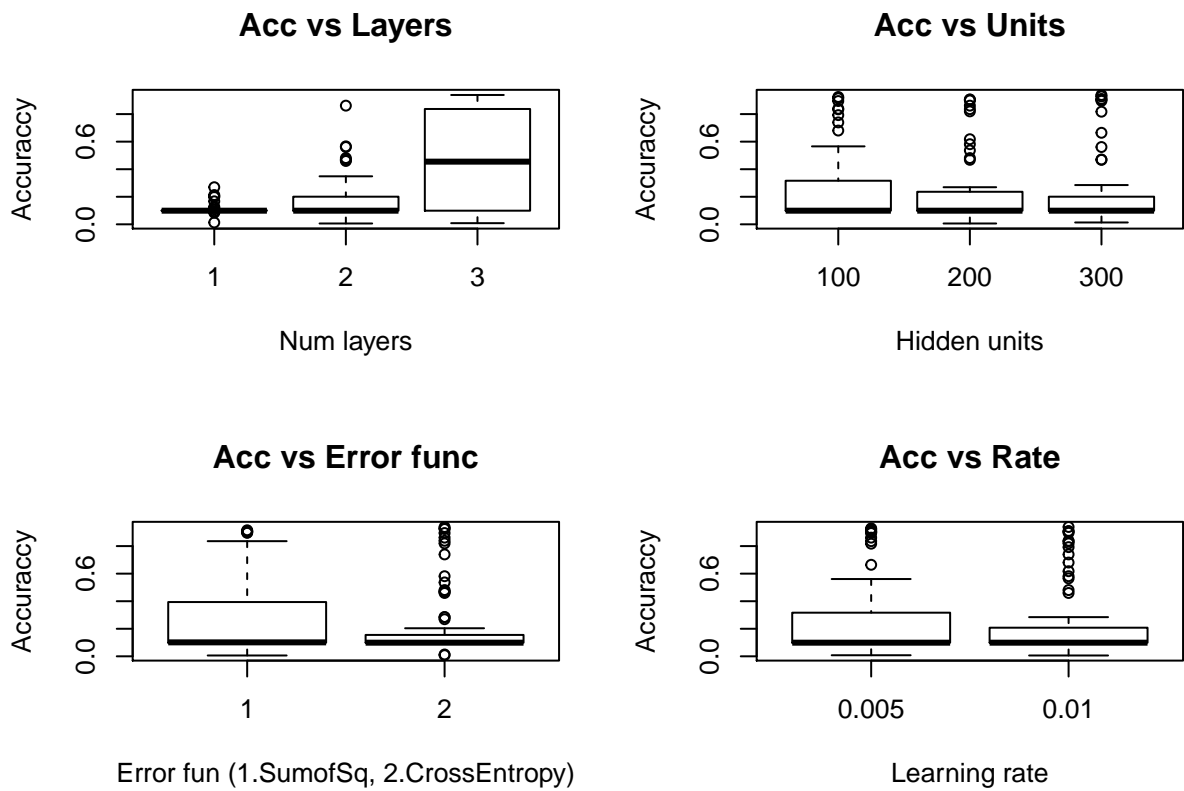 Acc vs Layers
Accuraccy
0.0 0.6
1 2 3
Num layers
Acc vs Units
Accuraccy
0.0 0.6
100 200 300
Hidden units
Acc vs Error func
Accuraccy
0.0 0.6
1 2
Error fun (1.SumofSq, 2.CrossEntropy)
Acc vs Rate
Accuraccy
0.0 0.6
0.005 0.01
Learning rate